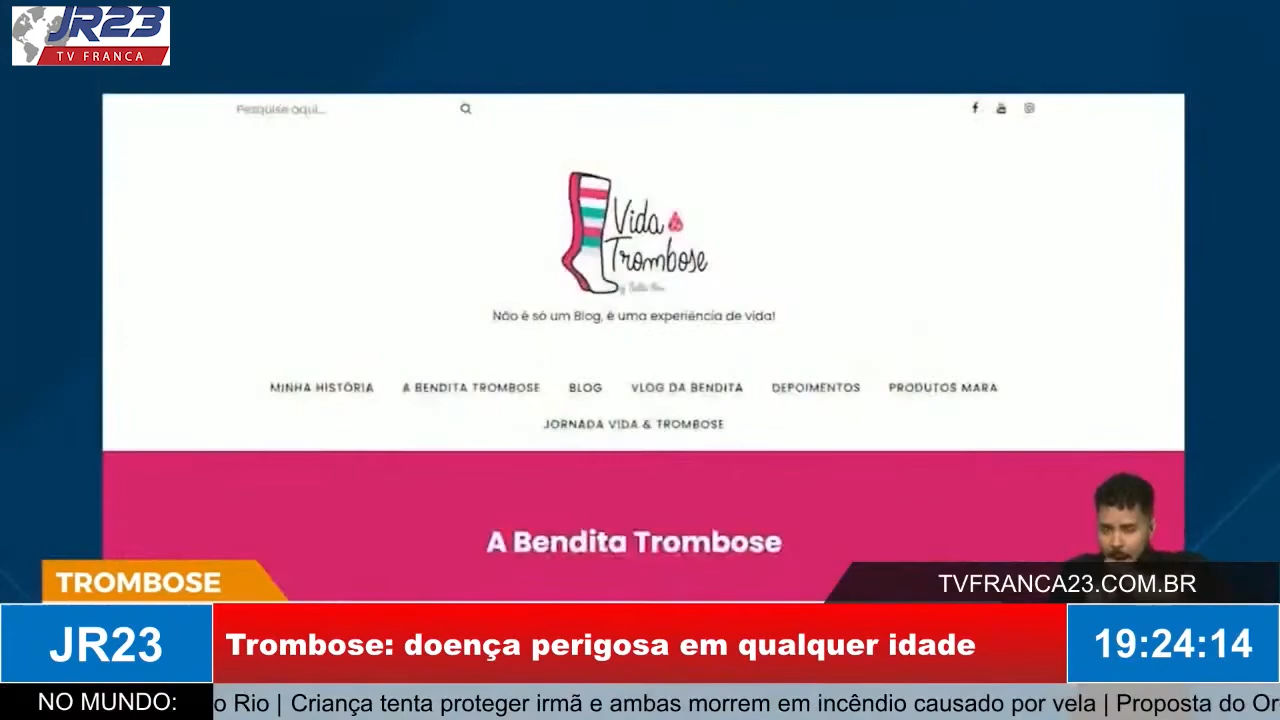 JR23
TV FRANCA
Pesquise aqui...
Vida &
Trombose
Não é só um Blog, é uma experiência de vida!
MINHA HISTÓRIA A BENDITA TROMBOSE BLOG VLOG DA BENDITA DEPOIMENTOS PRODUTOS MARA
JORNADA VIDA & TROMBOSE
A Bendita Trombose
TROMBOSE
TVFRANCA23.COM.BR
JR23
Trombose: doença perigosa em qualquer idade
19:24:14
NO MUNDO:
o Rio | Criança tenta proteger irmã e ambas morrem em incêndio causado por vela | Proposta do Or